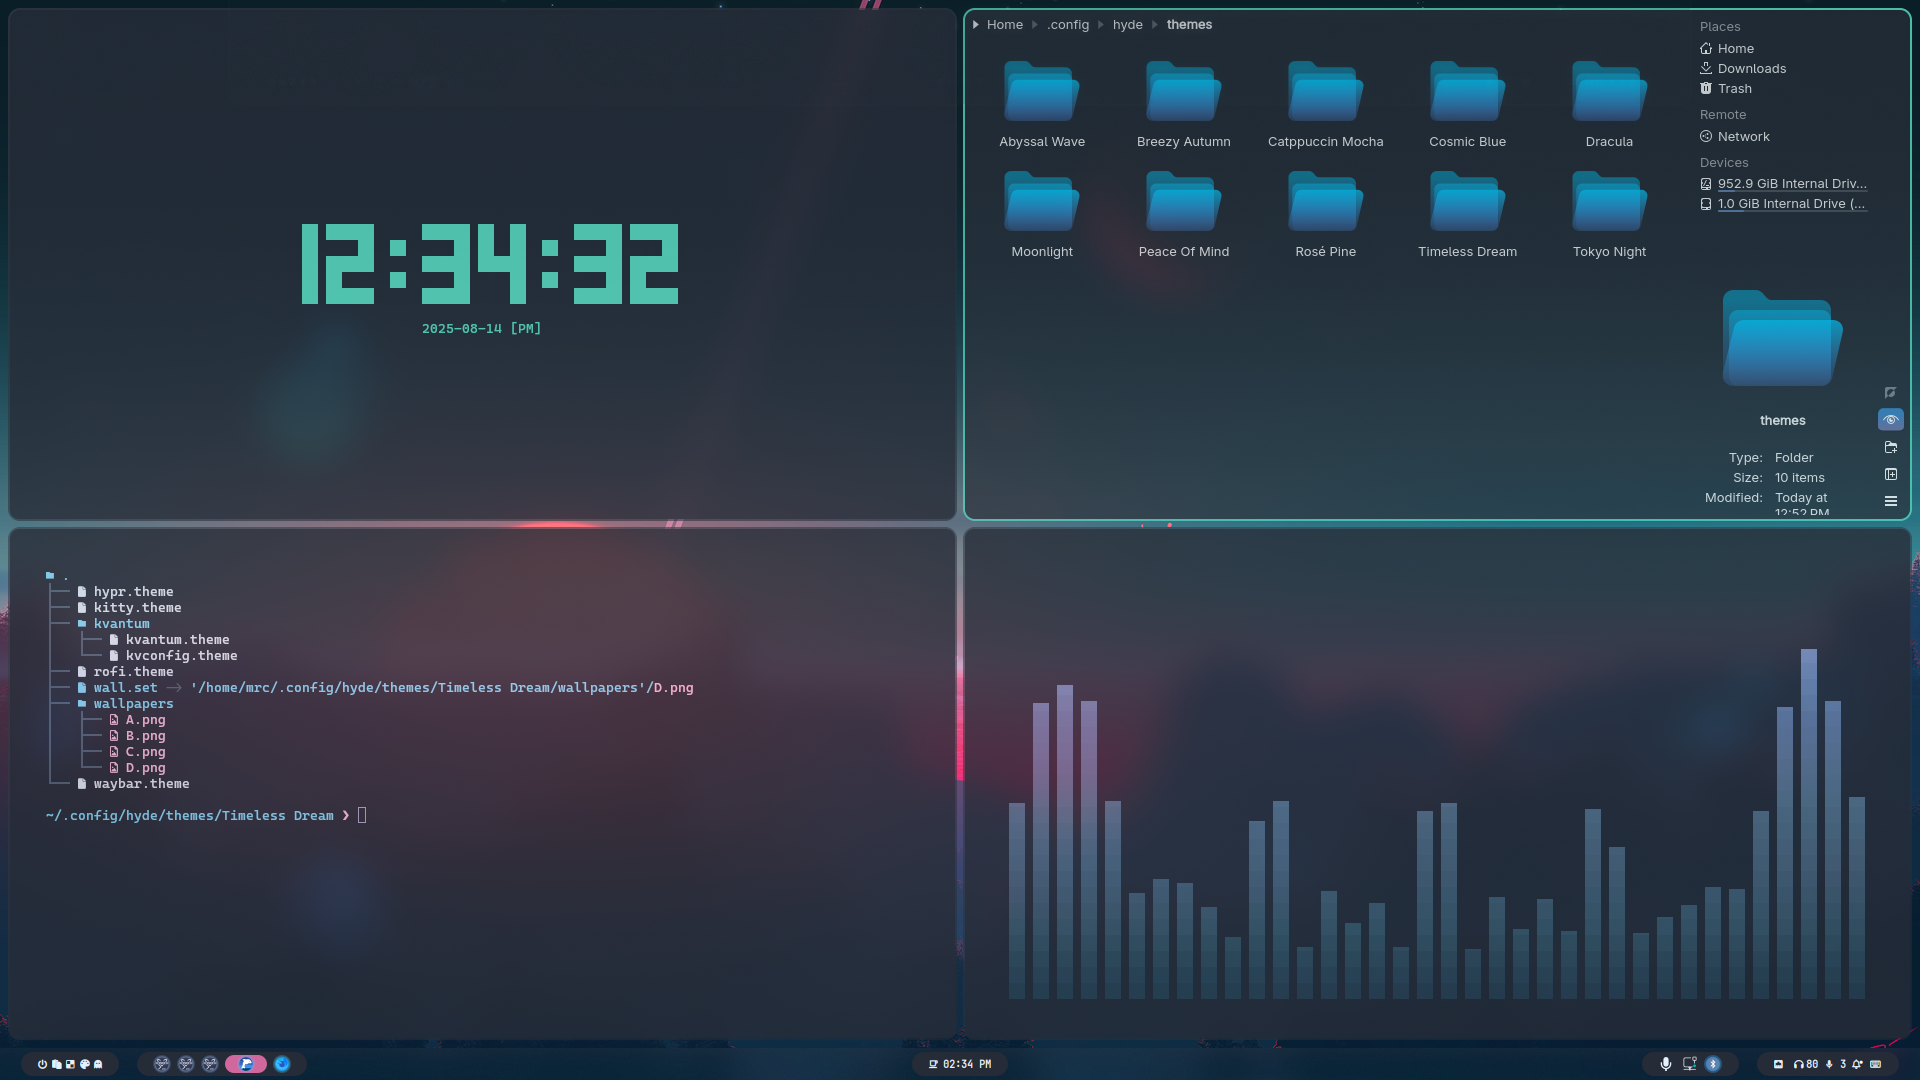 12:34:32
2025-08-14 [PM]
Home .config hyde themes
Abyssal Wave Breezy Autumn Catppuccin Mocha Cosmic Blue Dracula
Moonlight Peace Of Mind Rosé Pine Timeless Dream Tokyo Night
Places
Home
Downloads
Trash
Remote
Network
Devices
952.9 GiB Internal Driv...
1.0 GiB Internal Drive (...
themes
Type: Folder
Size: 10 items
Modified: Today at
12:52 PM
.
hypr.theme
kitty.theme
kvantum
kvantum.theme
kvconfig.theme
rofi.theme
wall.set -> '/home/mrc/.config/hyde/themes/Timeless Dream/wallpapers'/D.png
wallpapers
A.png
B.png
C.png
D.png
waybar.theme
~/.config/hyde/themes/Timeless Dream ❯
02:34 PM
80 3